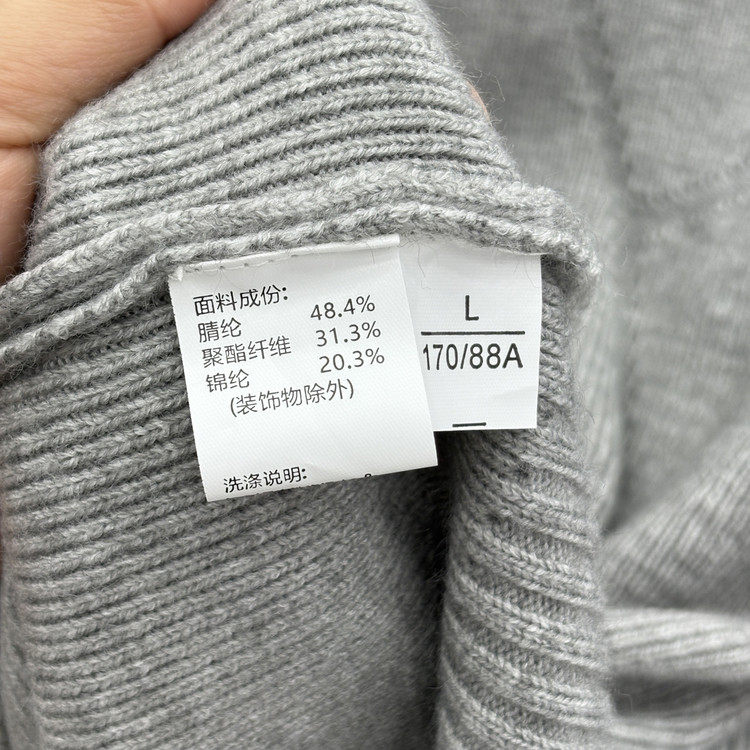 面料成份:
腈纶 48.4%
聚酯纤维 31.3%
锦纶 20.3%
(装饰物除外)
洗涤说明:
L
170/88A